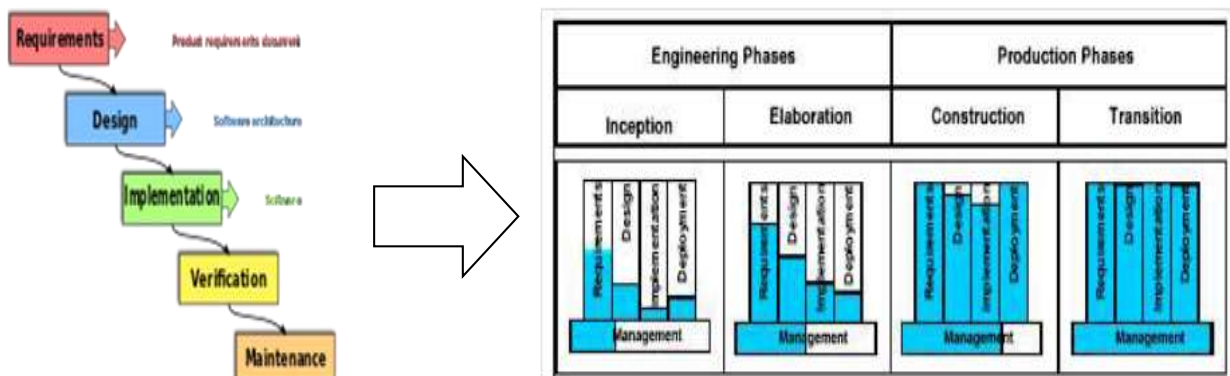 Requirements
Product requirements document
Design
Software architecture
Implementation
Software
Verification
Maintenance
Engineering Phases
Production Phases
Inception
Elaboration
Construction
Transition
Requirements
Design
Implementation
Deployment
Management
Requirements
Design
Implementation
Deployment
Management
Requirements
Design
Implementation
Deployment
Management
Requirements
Design
Implementation
Deployment
Management